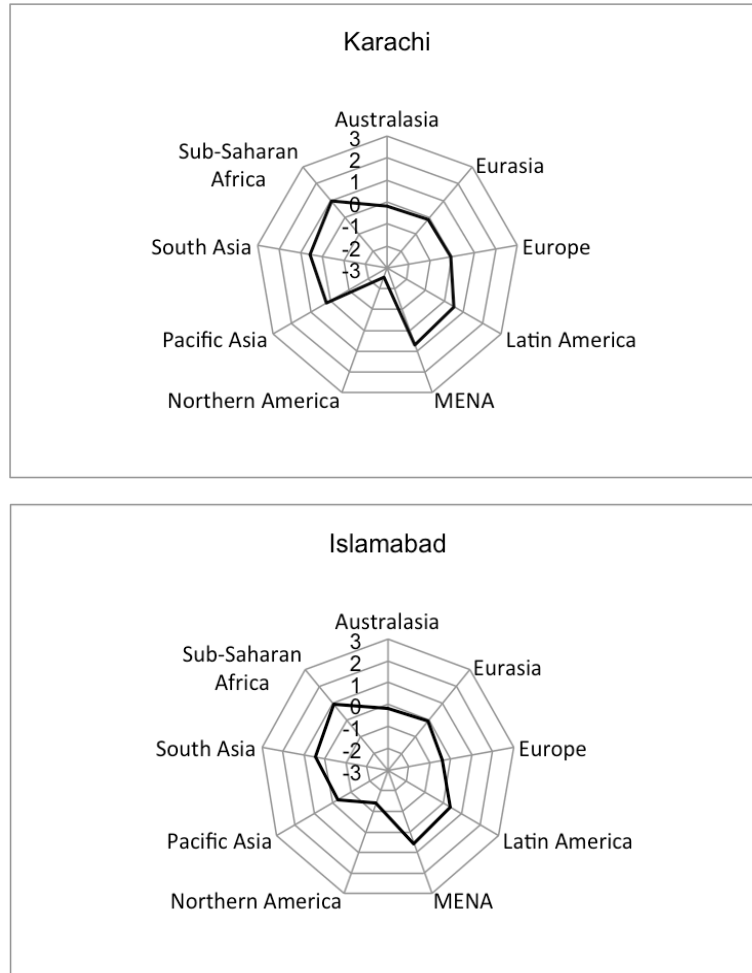 Karachi
Australasia
3
Sub-Saharan
Africa
2
Eurasia
1
0
South Asia
-1
Europe
-2
-3
Pacific Asia
Latin America
Northern America
MENA
Islamabad
Australasia
3
Sub-Saharan
Africa
2
Eurasia
1
0
South Asia
-1
Europe
-2
-3
Pacific Asia
Latin America
Northern America
MENA